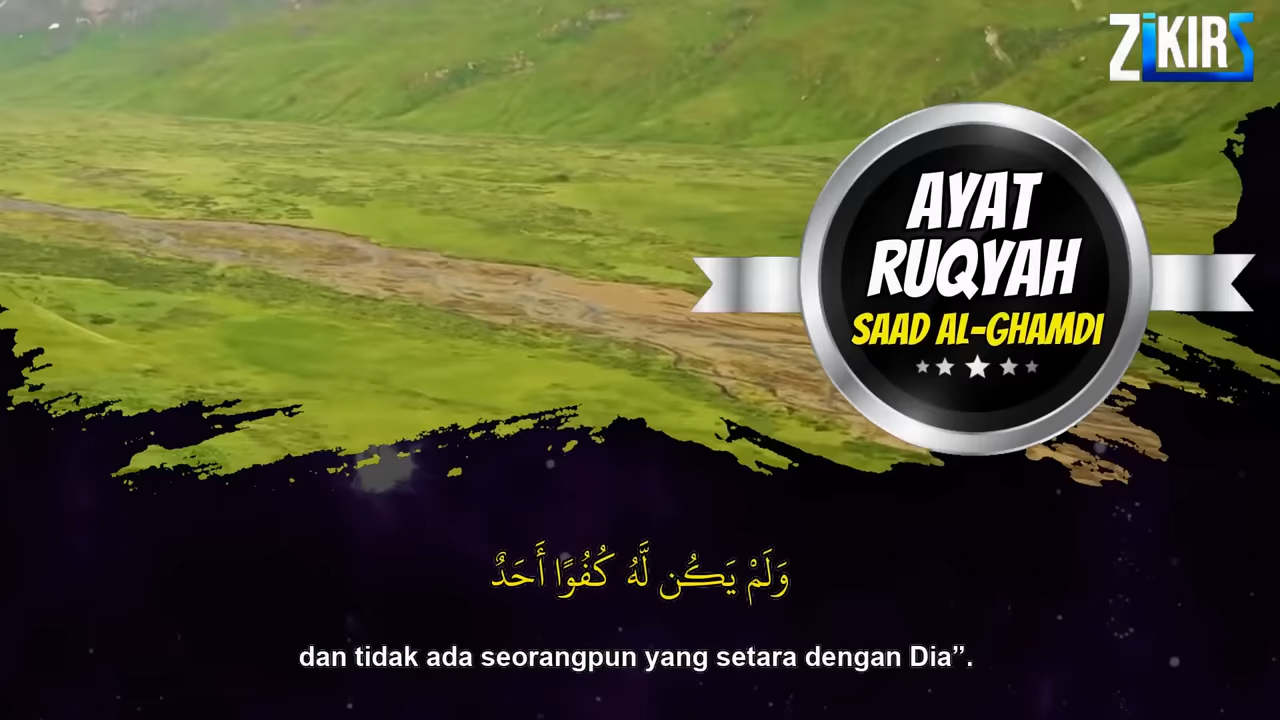 ZiKIRS
AYAT
RUQYAH
SAAD AL-GHAMDI
وَلَمْ يَكُن لَّهُ كُفُوًا أَحَدٌ
dan tidak ada seorangpun yang setara dengan Dia”.